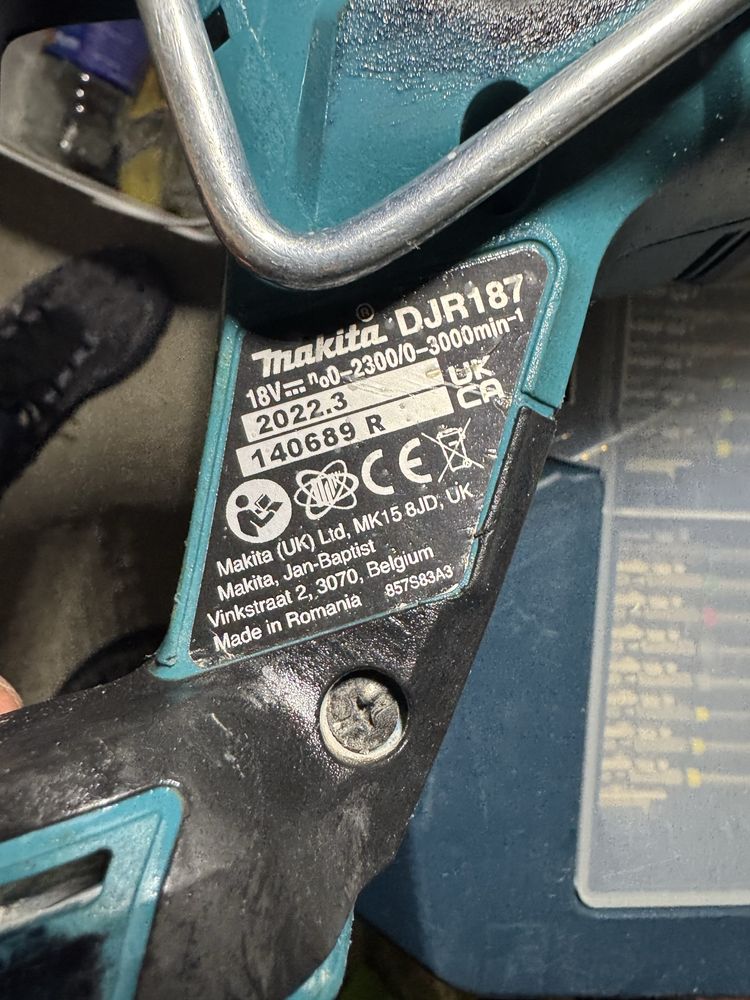 Makita® DJR187
18V⎓ n₀0-2300/0-3000min⁻¹
2022.3
140689 R
UK
CA
CE
Makita (UK) Ltd, MK15 8JD, UK
Makita, Jan-Baptist
Vinkstraat 2, 3070, Belgium
Made in Romania 857S83A3